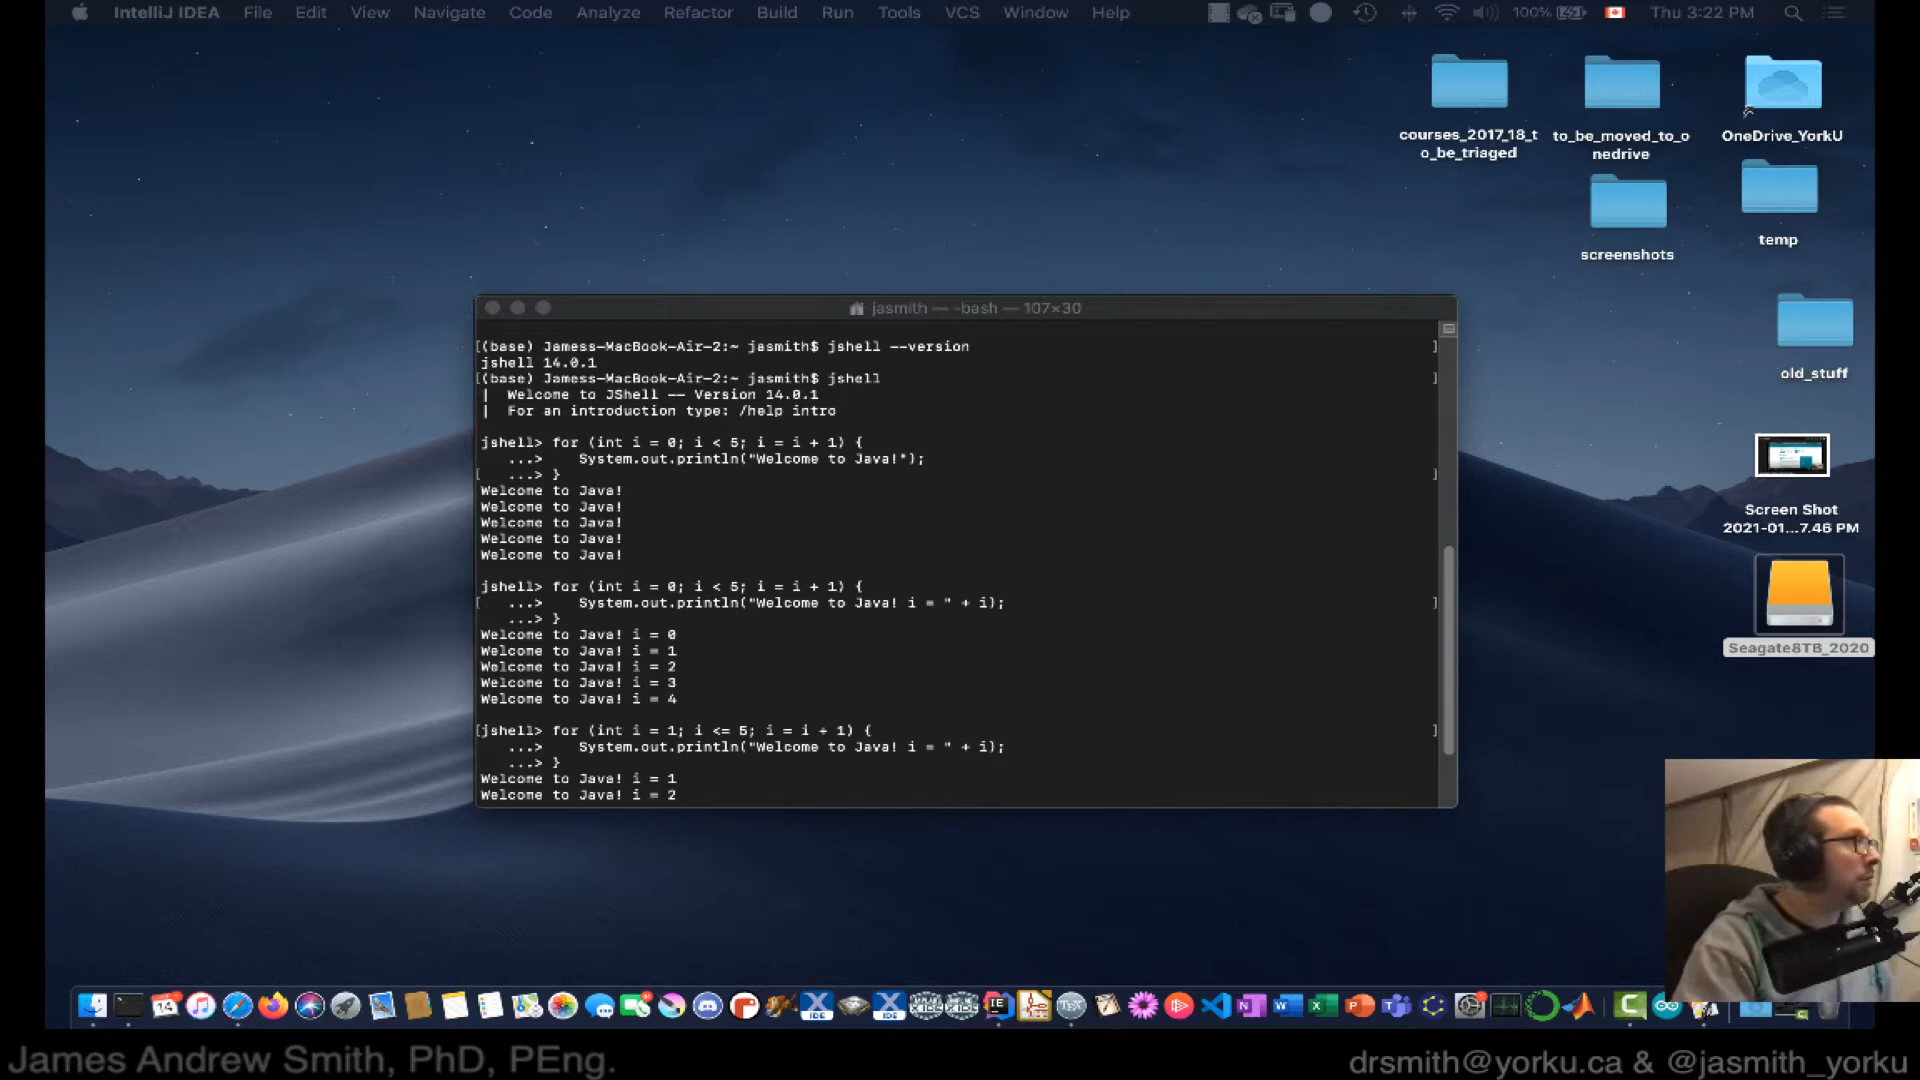 IntelliJ IDEA File Edit View Navigate Code Analyze Refactor Build Run Tools VCS Window Help 100% Thu 3:22 PM
courses_2017_18_t
o_be_triaged
to_be_moved_to_o
nedrive
OneDrive_YorkU
screenshots
temp
old_stuff
Screen Shot
2021-01...7.46 PM
Seagate8TB_2020
jasmith — -bash — 107×30
[(base) Jamess-MacBook-Air-2:~ jasmith$ jshell --version ]
jshell 14.0.1
[(base) Jamess-MacBook-Air-2:~ jasmith$ jshell ]
| Welcome to JShell -- Version 14.0.1
| For an introduction type: /help intro
jshell> for (int i = 0; i < 5; i = i + 1) {
...> System.out.println("Welcome to Java!");
[ ...> } ]
Welcome to Java!
Welcome to Java!
Welcome to Java!
Welcome to Java!
Welcome to Java!
jshell> for (int i = 0; i < 5; i = i + 1) {
[ ...> System.out.println("Welcome to Java! i = " + i); ]
...> }
Welcome to Java! i = 0
Welcome to Java! i = 1
Welcome to Java! i = 2
Welcome to Java! i = 3
Welcome to Java! i = 4
[jshell> for (int i = 1; i <= 5; i = i + 1) { ]
...> System.out.println("Welcome to Java! i = " + i);
...> }
Welcome to Java! i = 1
Welcome to Java! i = 2
James Andrew Smith, PhD, PEng.
drsmith@yorku.ca & @jasmith_yorku